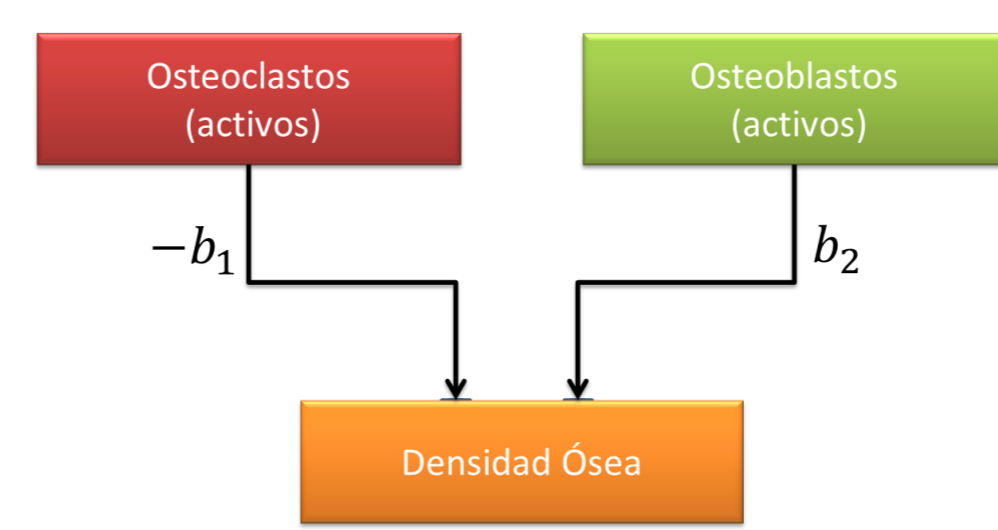 Osteoclastos
(activos)
Osteoblastos
(activos)
−b₁
b₂
Densidad Ósea